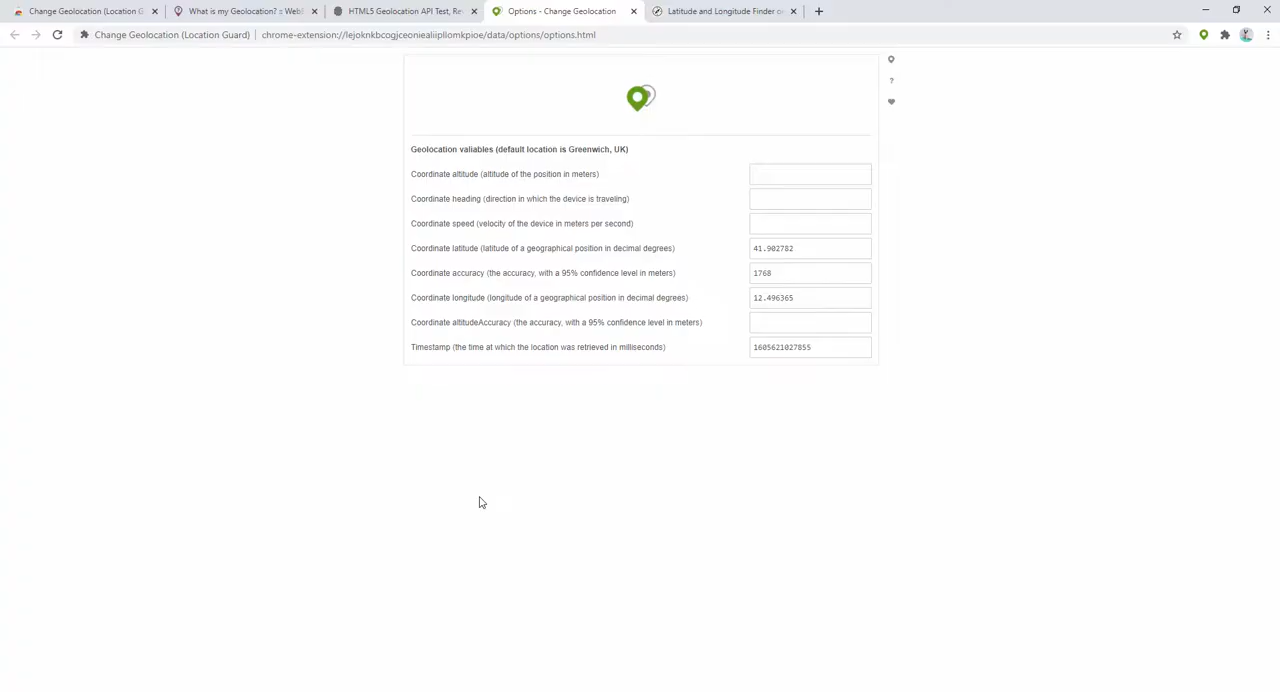 Change Geolocation (Location G
What is my Geolocation? :: Web
HTML5 Geolocation API Test, Re
Options - Change Geolocation
Latitude and Longitude Finder o
Change Geolocation (Location Guard) | chrome-extension://lejoknkbcogjceoniealiipllomkpioe/data/options/options.html
?
Geolocation valiables (default location is Greenwich, UK)
Coordinate altitude (altitude of the position in meters)
Coordinate heading (direction in which the device is traveling)
Coordinate speed (velocity of the device in meters per second)
Coordinate latitude (latitude of a geographical position in decimal degrees) 41.902782
Coordinate accuracy (the accuracy, with a 95% confidence level in meters) 1768
Coordinate longitude (longitude of a geographical position in decimal degrees) 12.496365
Coordinate altitudeAccuracy (the accuracy, with a 95% confidence level in meters)
Timestamp (the time at which the location was retrieved in milliseconds) 1605621027855